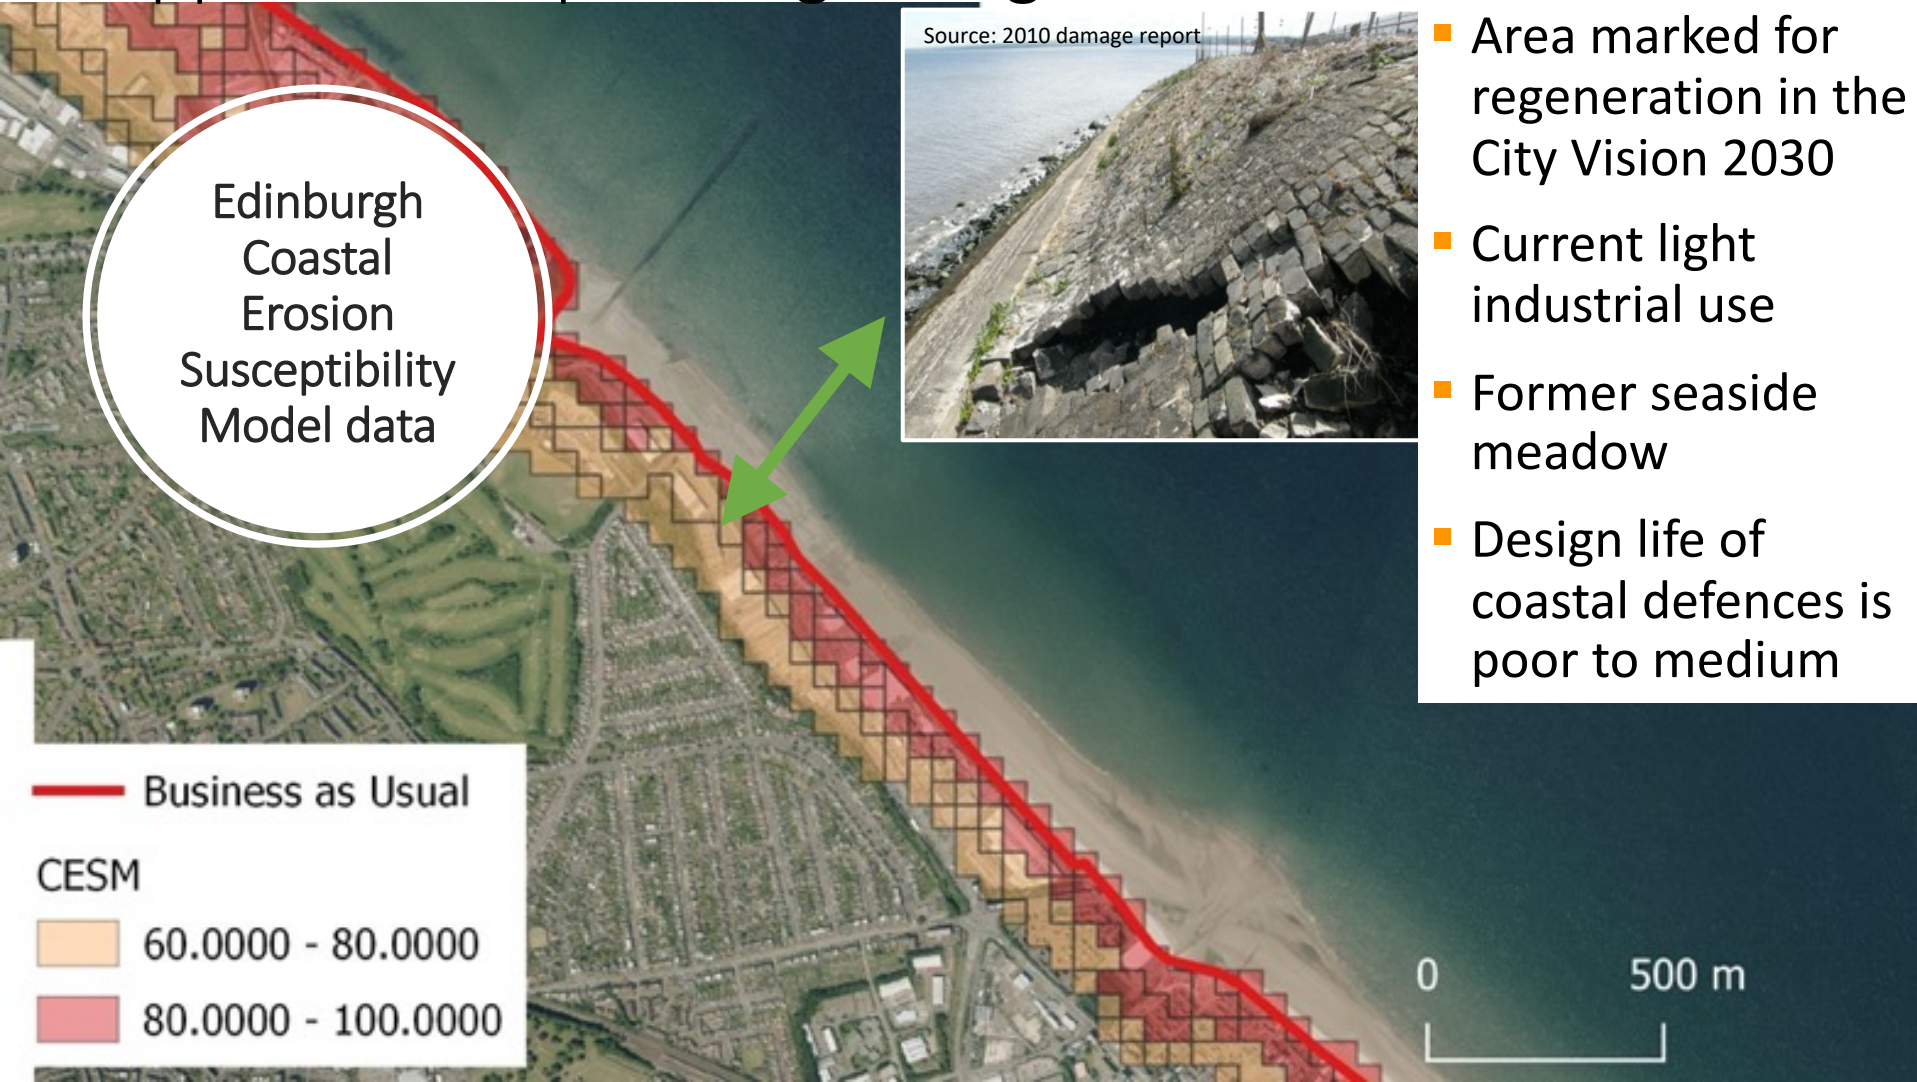 Edinburgh
Coastal
Erosion
Susceptibility
Model data
Source: 2010 damage report
Area marked for
regeneration in the
City Vision 2030
Current light
industrial use
Former seaside
meadow
Design life of
coastal defences is
poor to medium
Business as Usual
CESM
60.0000 - 80.0000
80.0000 - 100.0000
0 500 m